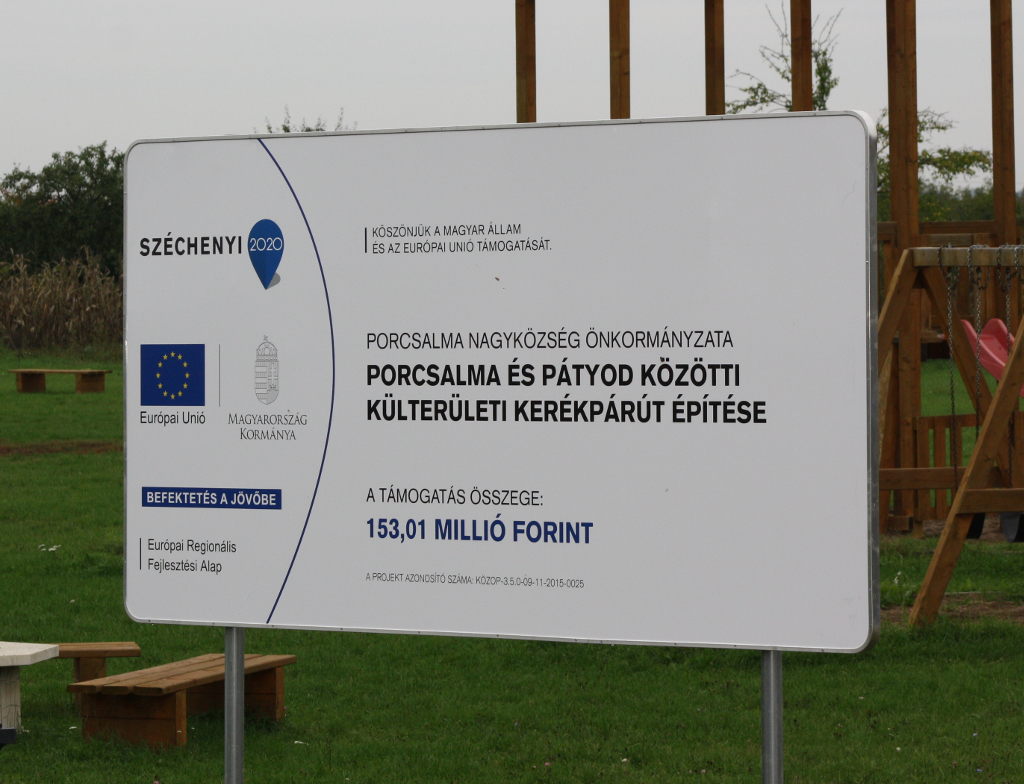 SZÉCHENYI 2020
Európai Unió
MAGYARORSZÁG
KORMÁNYA
BEFEKTETÉS A JÖVŐBE
Európai Regionális
Fejlesztési Alap
KÖSZÖNJÜK A MAGYAR ÁLLAM
ÉS AZ EURÓPAI UNIÓ TÁMOGATÁSÁT.
PORCSALMA NAGYKÖZSÉG ÖNKORMÁNYZATA
PORCSALMA ÉS PÁTYOD KÖZÖTTI
KÜLTERÜLETI KERÉKPÁRÚT ÉPÍTÉSE
A TÁMOGATÁS ÖSSZEGE:
153,01 MILLIÓ FORINT
A PROJEKT AZONOSÍTÓ SZÁMA: KÖZOP-3.5.0-09-11-2015-0025